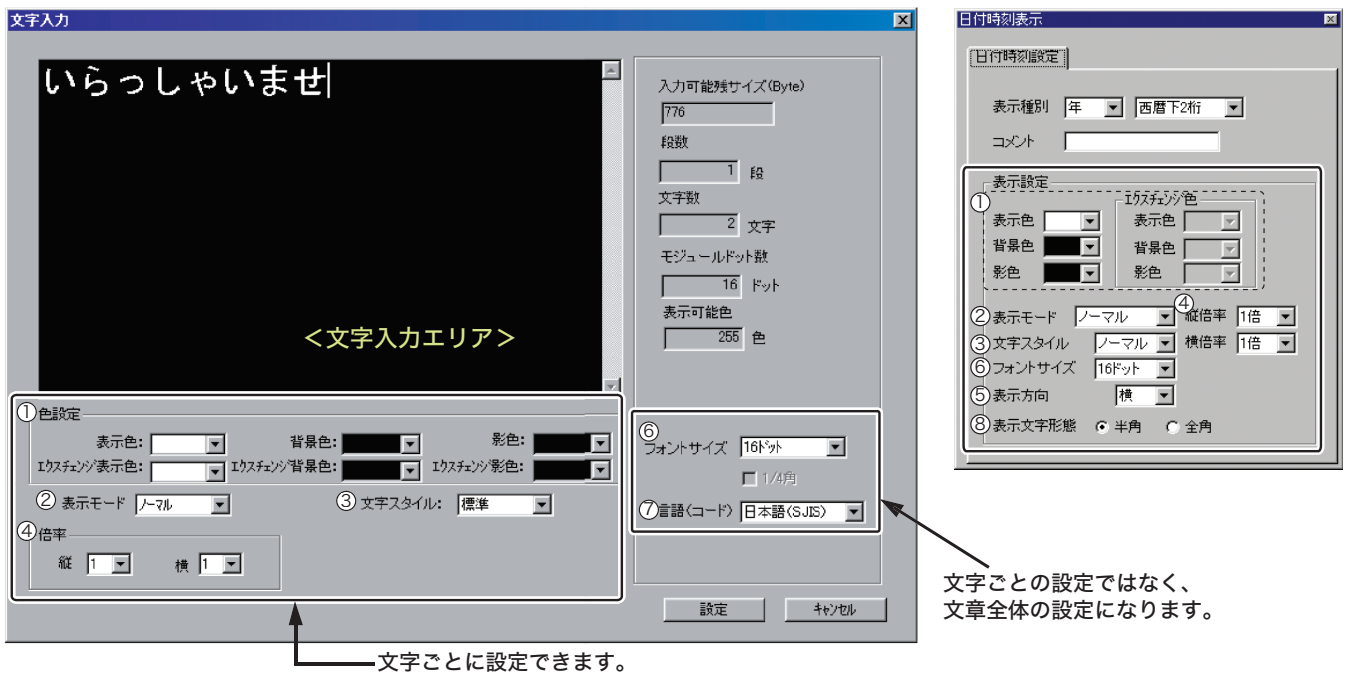 文字入力
いらっしゃいませ
<文字入力エリア>
入力可能残サイズ(Byte)
776
段数
1 段
文字数
2 文字
モジュールドット数
16 ドット
表示可能色
255 色
①色設定
表示色: 背景色: 影色:
エクスチェンジ表示色: エクスチェンジ背景色: エクスチェンジ影色:
②表示モード ノーマル ③文字スタイル: 標準
④倍率
縦 1 横 1
⑥
フォントサイズ 16ドット
1/4角
⑦言語(コード) 日本語(SJIS)
設定 キャンセル
文字ごとに設定できます。
文字ごとの設定ではなく、
文章全体の設定になります。
日付時刻表示
日付時刻設定
表示種別 年 西暦下2桁
コメント
表示設定
① エクスチェンジ色
表示色 表示色
背景色 背景色
影色 影色
②表示モード ノーマル ④縦倍率 1倍
③文字スタイル ノーマル 横倍率 1倍
⑥フォントサイズ 16ドット
⑤表示方向 横
⑧表示文字形態 半角 全角